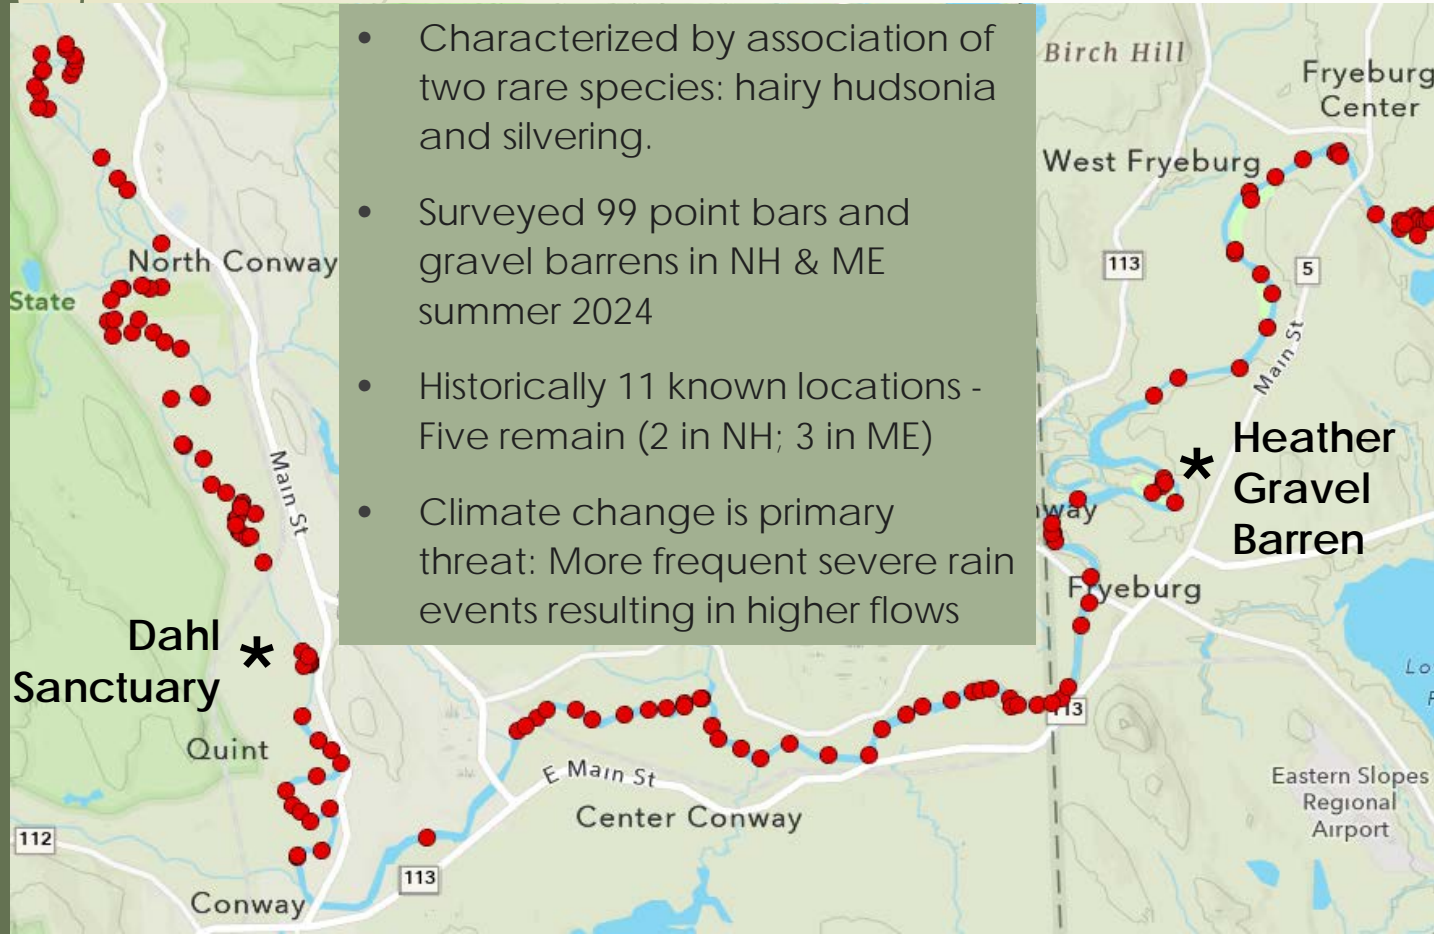 • Characterized by association of
two rare species: hairy hudsonia
and silvering.
• Surveyed 99 point bars and
gravel barrens in NH & ME
summer 2024
• Historically 11 known locations -
Five remain (2 in NH; 3 in ME)
• Climate change is primary
threat: More frequent severe rain
events resulting in higher flows
Birch Hill
Fryeburg
Center
West Fryeburg
North Conway
113
5
State
Main St
Main St
Heather
Gravel
Barren
*
way
Fryeburg
Dahl
Sanctuary
*
Lo
113
Quint
E Main St
Eastern Slopes
Regional
Airport
Center Conway
112
113
Conway